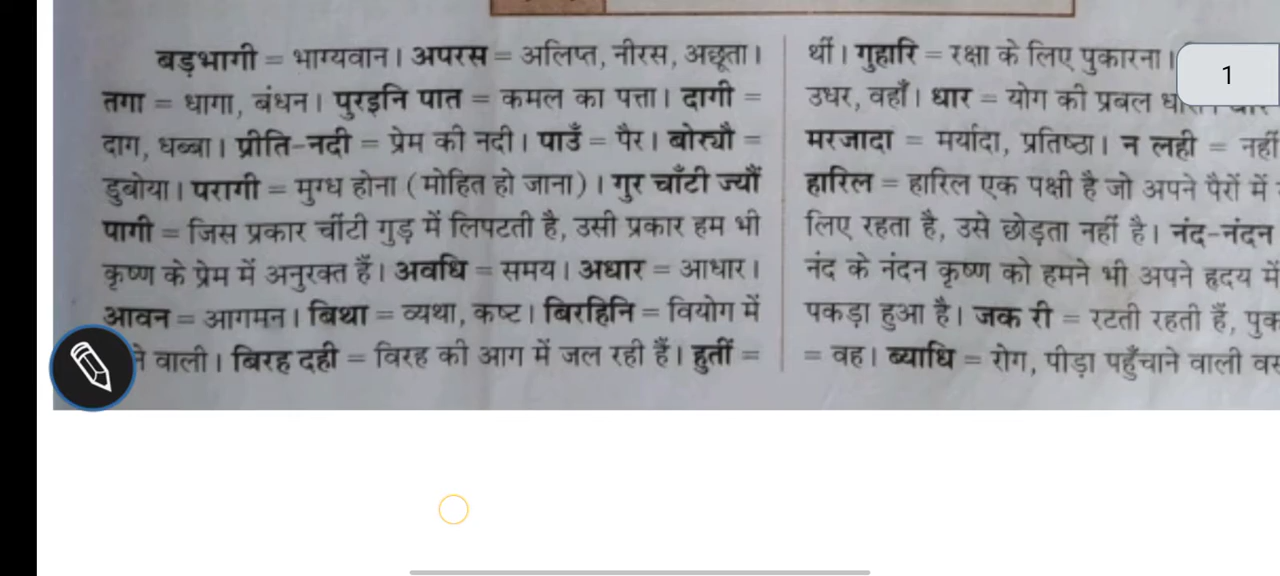 बड़भागी = भाग्यवान। अपरस = अलिप्त, नीरस, अछूता।
तगा = धागा, बंधन। पुरइनि पात = कमल का पत्ता। दागी =
दाग, धब्बा। प्रीति-नदी = प्रेम की नदी। पाउँ = पैर। बोर्‌यौ =
डुबोया। परागी = मुग्ध होना (मोहित हो जाना)। गुर चाँटी ज्यौं
पागी = जिस प्रकार चींटी गुड़ में लिपटती है, उसी प्रकार हम भी
कृष्ण के प्रेम में अनुरक्त हैं। अवधि = समय। अधार = आधार।
आवन = आगमन। बिथा = व्यथा, कष्ट। बिरहिनि = वियोग में
वाली। बिरह दही = विरह की आग में जल रही हैं। हुतीं =
थीं। गुहारि = रक्षा के लिए पुकारना।
उधर, वहाँ। धार = योग की प्रबल
मरजादा = मर्यादा, प्रतिष्ठा। न लही = नहीं
हारिल = हारिल एक पक्षी है जो अपने पैरों में
लिए रहता है, उसे छोड़ता नहीं है। नंद-नंदन
नंद के नंदन कृष्ण को हमने भी अपने हृदय में
पकड़ा हुआ है। जक री = रटती रहती हैं,
= वह। ब्याधि = रोग, पीड़ा पहुँचाने वाली
1